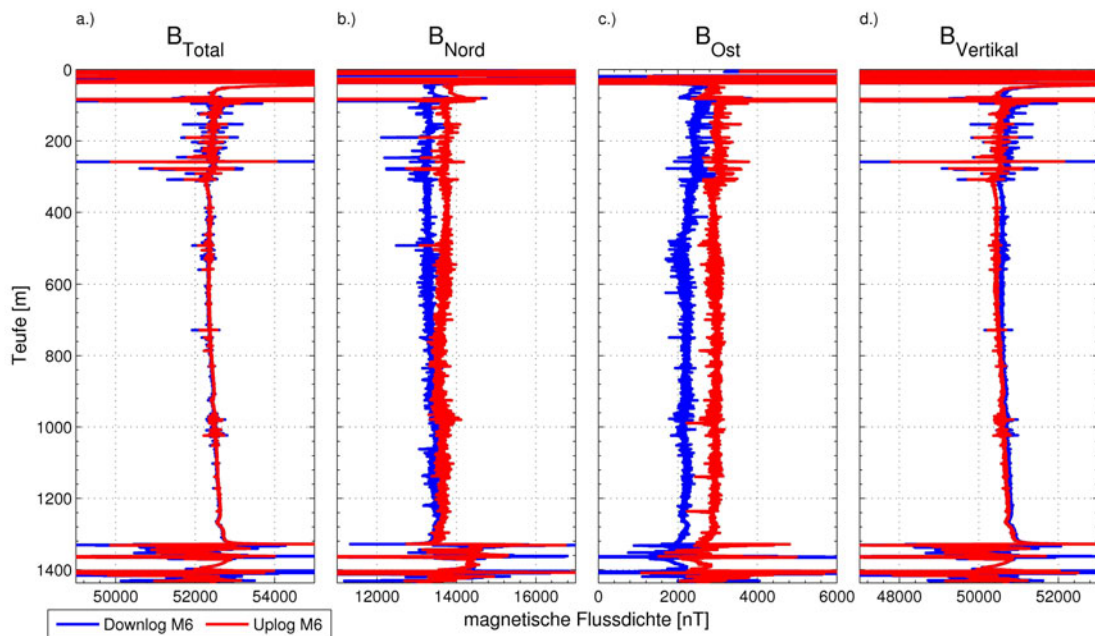 a.) b.) c.) d.)
B_Total B_Nord B_Ost B_Vertikal
0
200
400
600
800
1000
1200
1400
Teufe [m]
49000 52000 54000 12000 14000 16000 0 2000 4000 6000 48000 50000 52000
magnetische Flussdichte [nT]
Downlog M6 Uplog M6